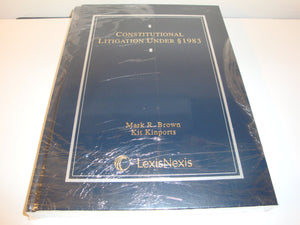 CONSTITUTIONAL
LITIGATION UNDER §1983
Mark R. Brown
Kit Kinports
LexisNexis